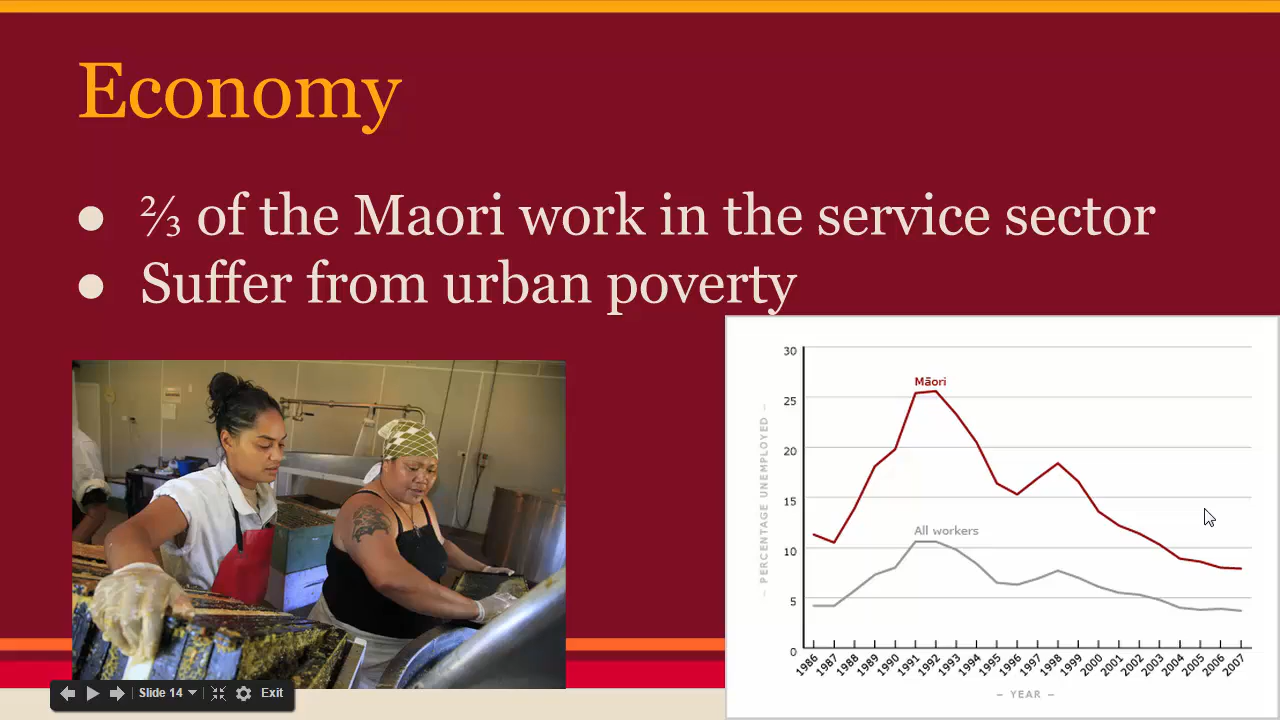 Economy
● ⅔ of the Maori work in the service sector
● Suffer from urban poverty
30
25
20
15
10
5
0
– PERCENTAGE UNEMPLOYED –
Māori
All workers
1986 1987 1988 1989 1990 1991 1992 1993 1994 1995 1996 1997 1998 1999 2000 2001 2002 2003 2004 2005 2006 2007
– YEAR –
Slide 14 Exit